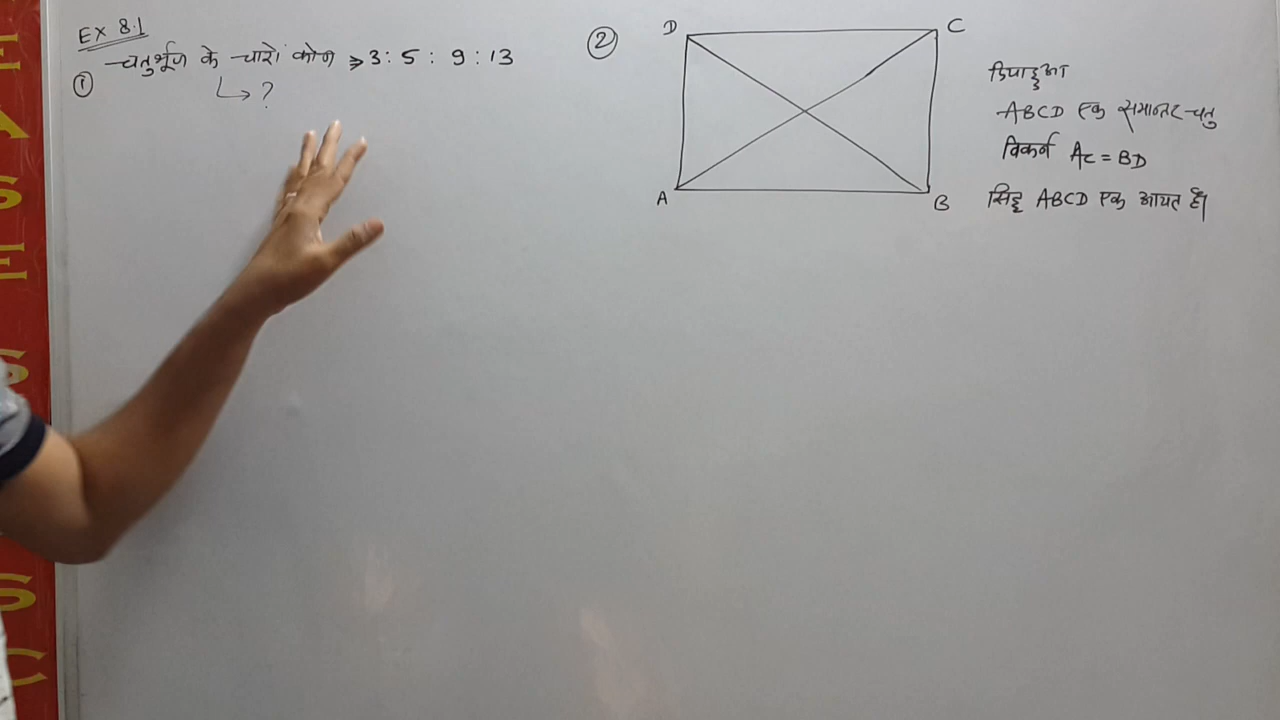 EX 8.1
① चतुर्भूज के चारो कोन ⇒ 3 : 5 : 9 : 13
↳ ?
②
D C
A B
दिया हुआ
ABCD एक समान्तर चतु
विकर्न AC = BD
सिद्ध ABCD एक आयत है।